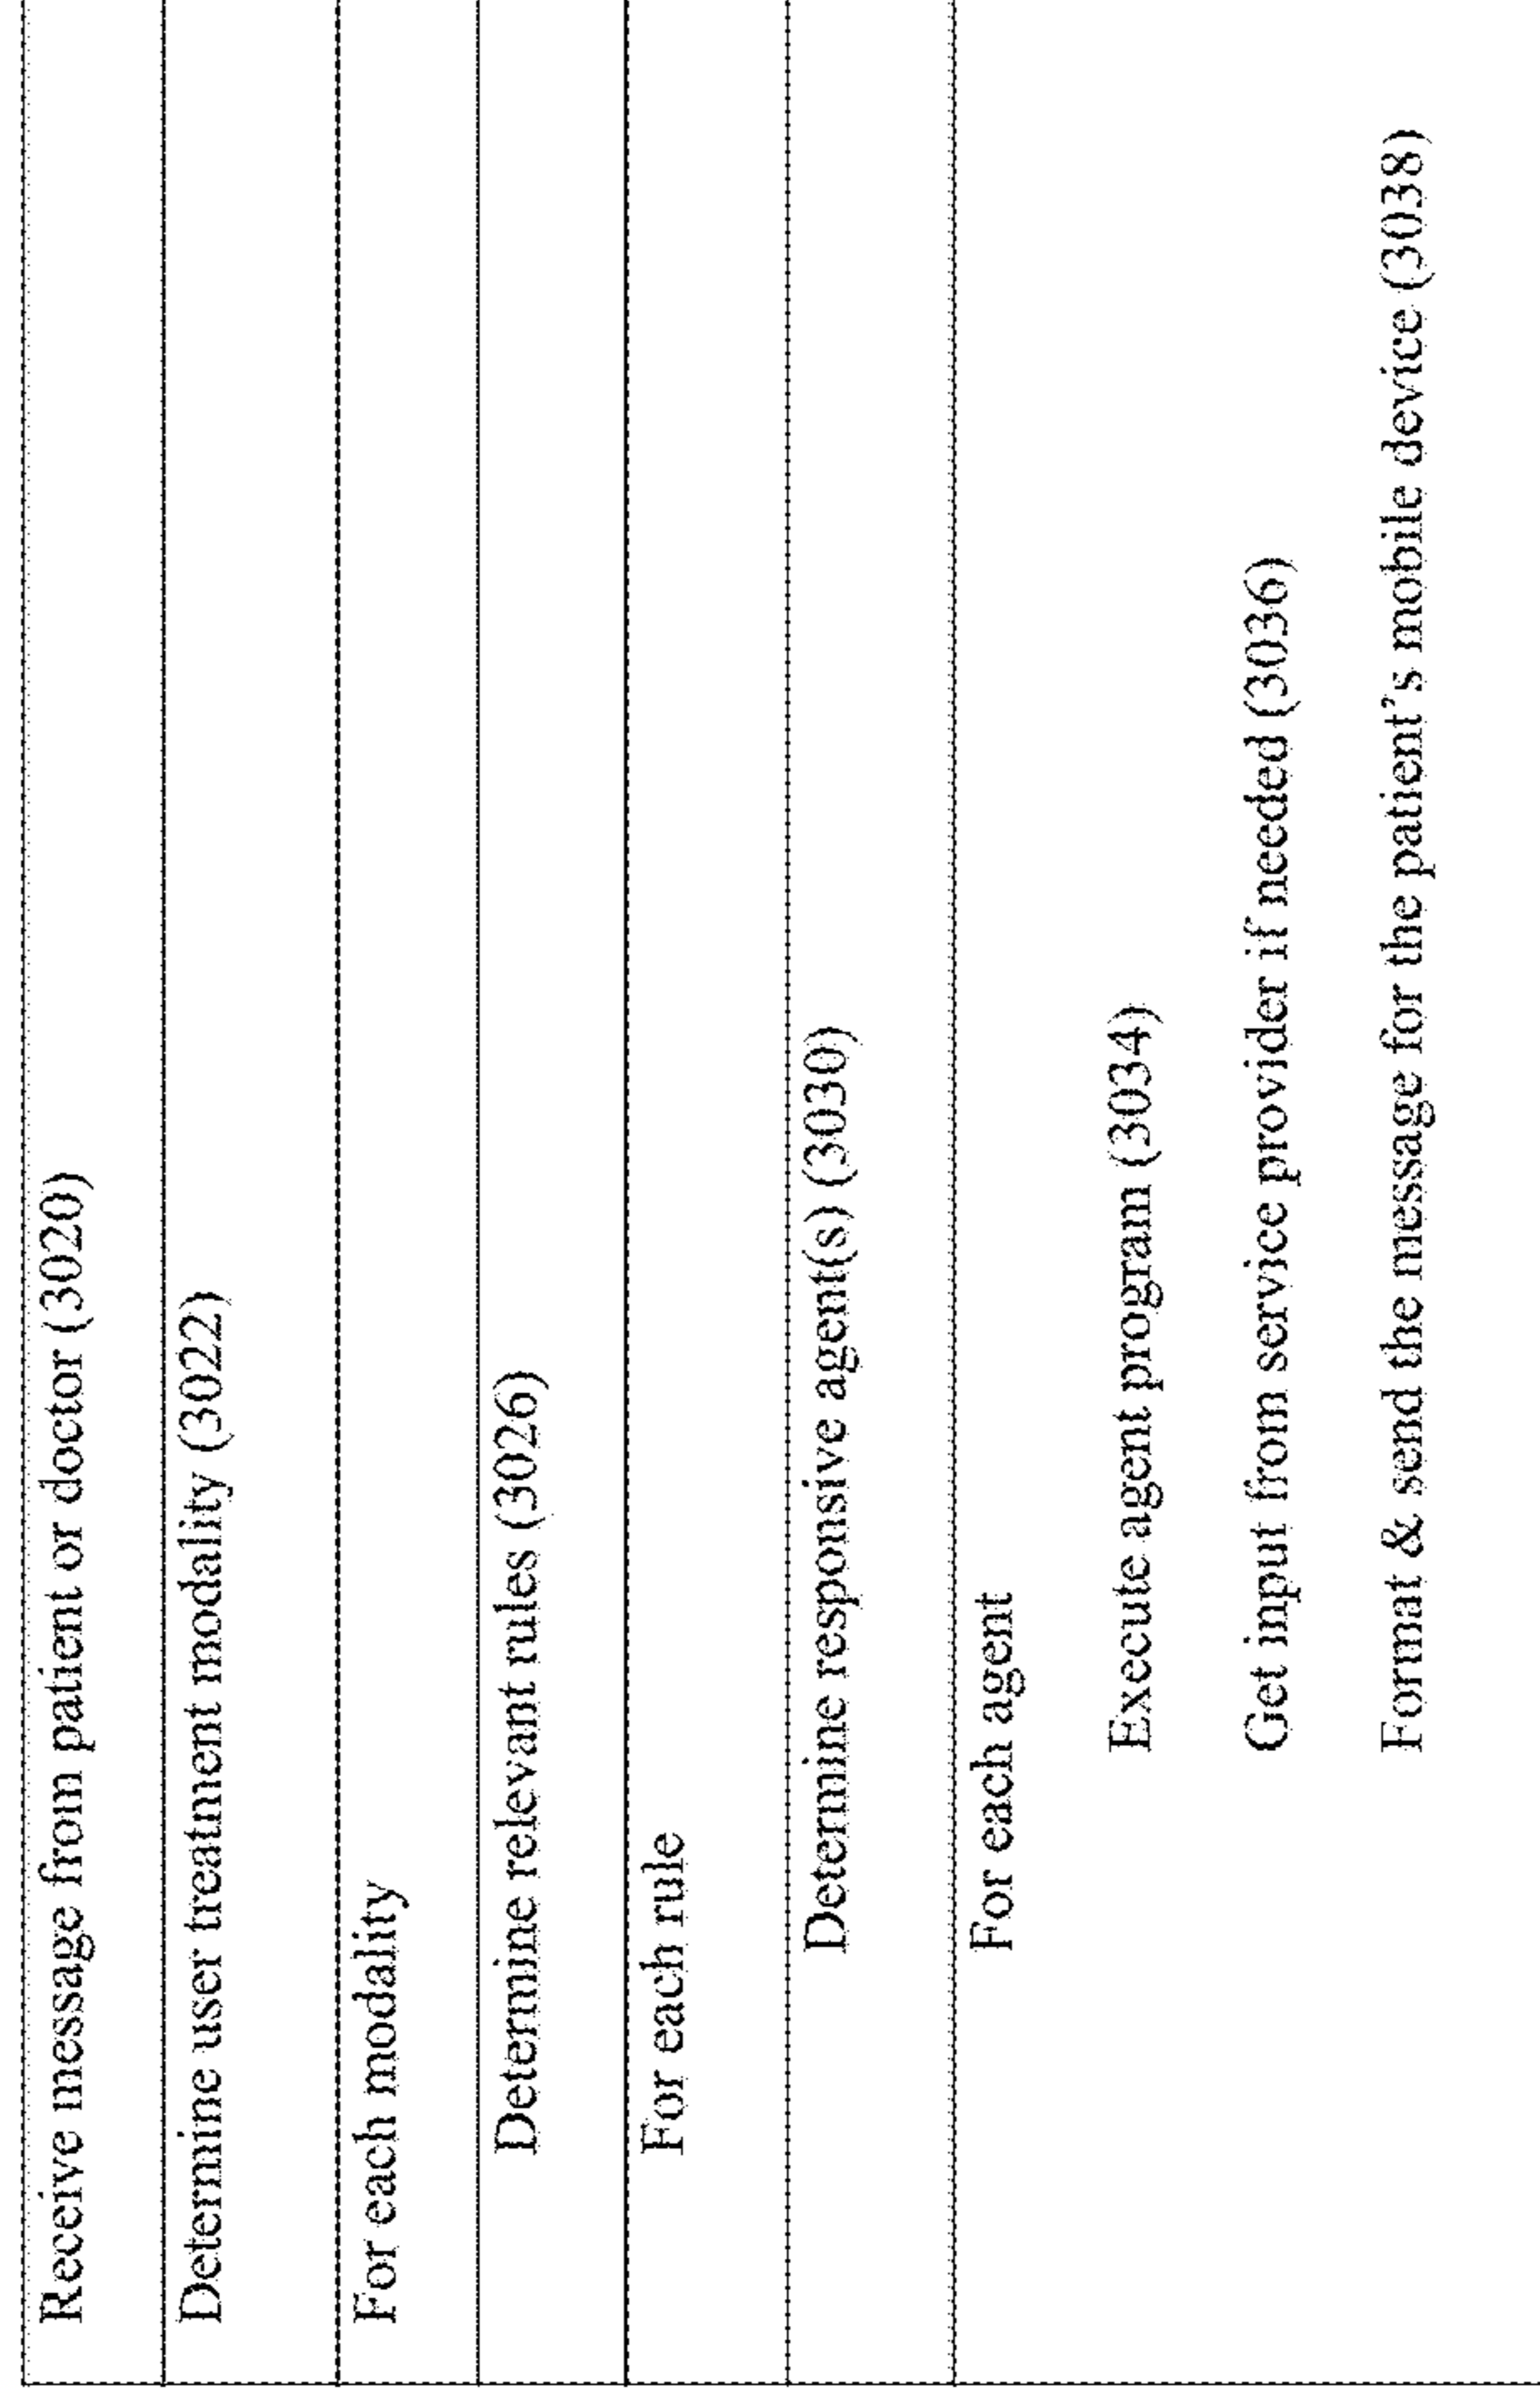 Receive message from patient or doctor (3020)
Determine user treatment modality (3022)
For each modality
Determine relevant rules (3026)
For each rule
Determine responsive agent(s) (3030)
For each agent
Execute agent program (3034)
Get input from service provider if needed (3036)
Format & send the message for the patient's mobile device (3038)